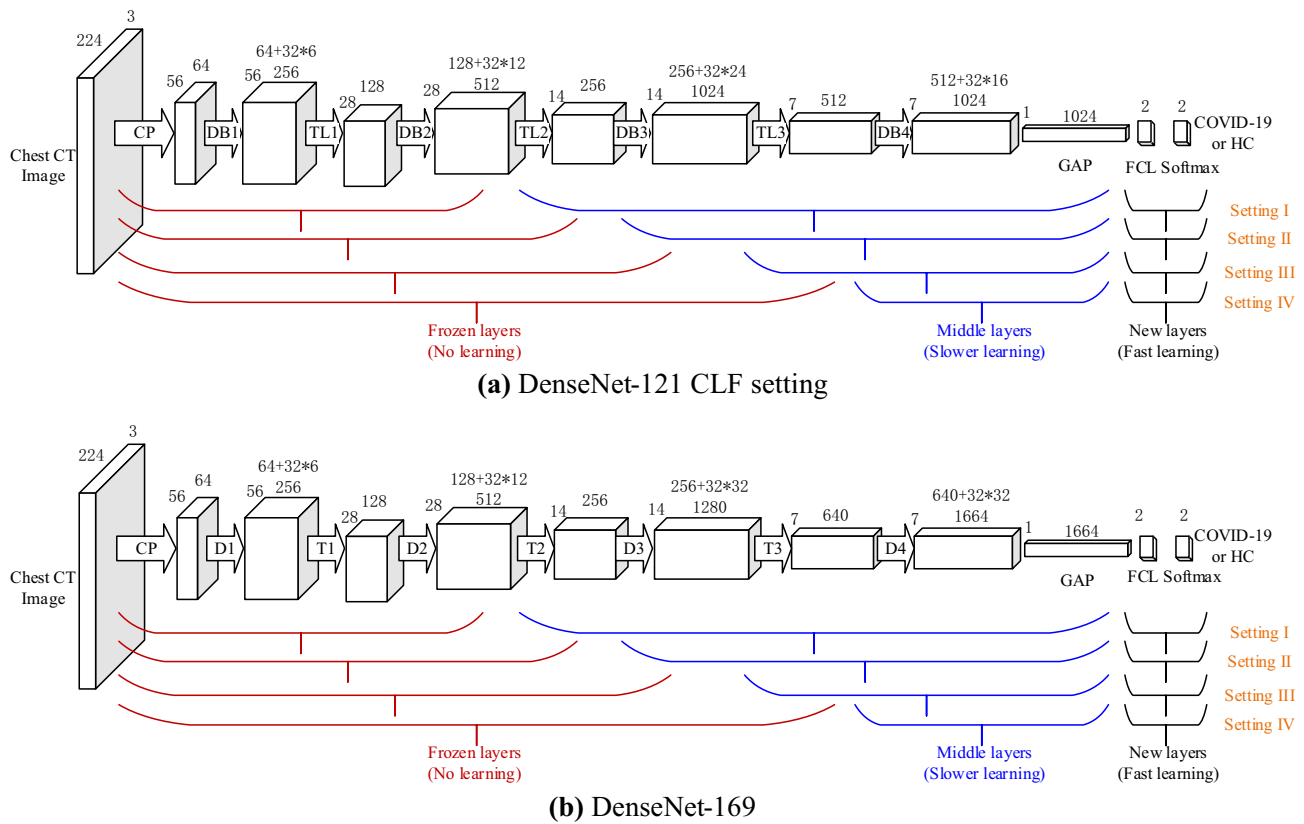 3
224
64+32*6
128+32*12
256+32*24
512+32*16
64
56
56
256
128
28
28
512
14
256
14
1024
7
512
7
1024
1
1024
2
2
CP
DB1
TL1
DB2
TL2
DB3
TL3
DB4
COVID-19
or HC
Chest CT
Image
GAP
FCL Softmax
Setting I
Setting II
Setting III
Setting IV
Frozen layers
(No learning)
Middle layers
(Slower learning)
New layers
(Fast learning)
(a) DenseNet-121 CLF setting
3
224
64+32*6
128+32*12
256+32*32
640+32*32
64
56
56
256
128
28
28
512
14
256
14
1280
7
640
7
1664
1
1664
2
2
CP
D1
T1
D2
T2
D3
T3
D4
COVID-19
or HC
Chest CT
Image
GAP
FCL Softmax
Setting I
Setting II
Setting III
Setting IV
Frozen layers
(No learning)
Middle layers
(Slower learning)
New layers
(Fast learning)
(b) DenseNet-169